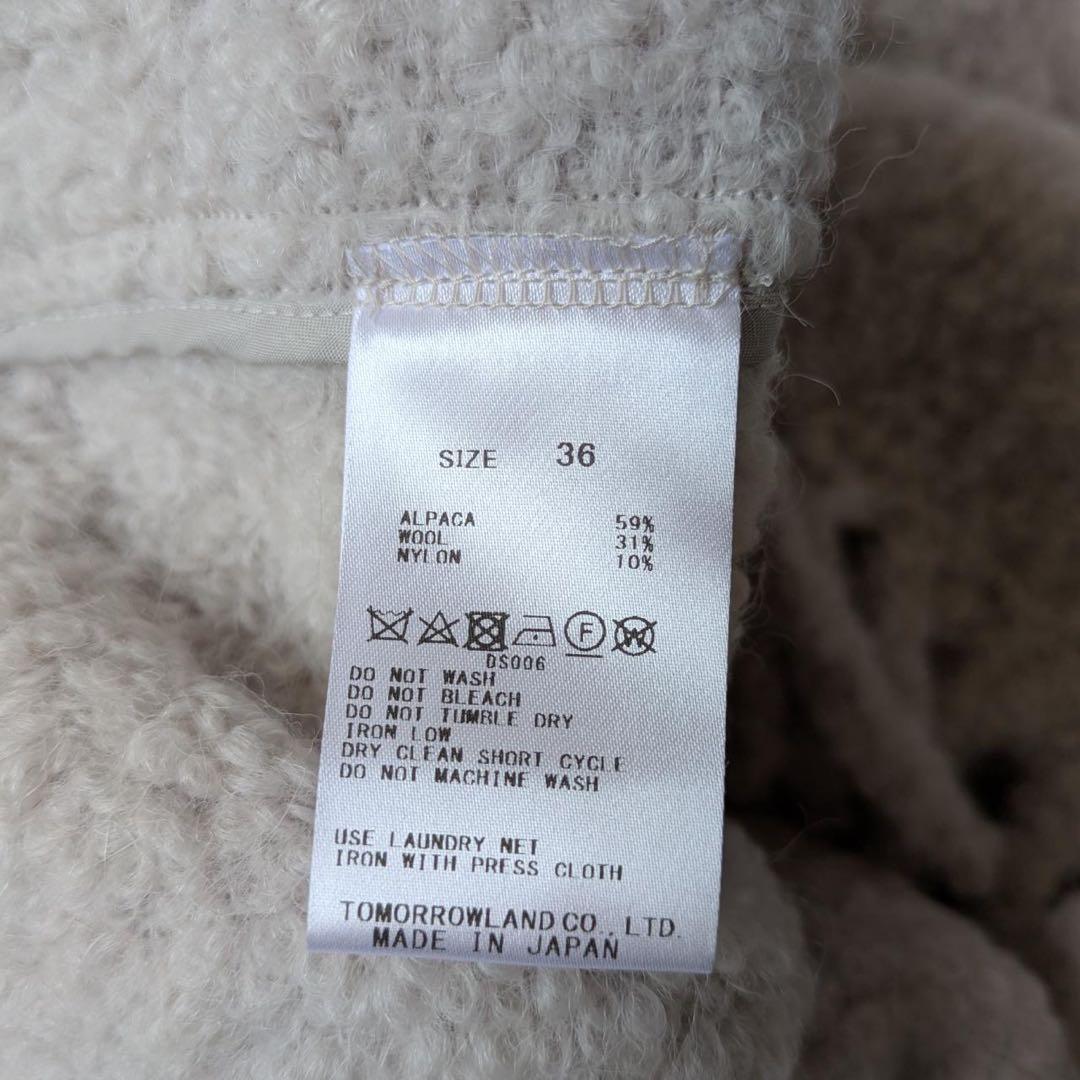 SIZE 36
ALPACA 59%
WOOL 31%
NYLON 10%
F W
DS006
DO NOT WASH
DO NOT BLEACH
DO NOT TUMBLE DRY
IRON LOW
DRY CLEAN SHORT CYCLE
DO NOT MACHINE WASH
USE LAUNDRY NET
IRON WITH PRESS CLOTH
TOMORROWLAND CO., LTD.
MADE IN JAPAN